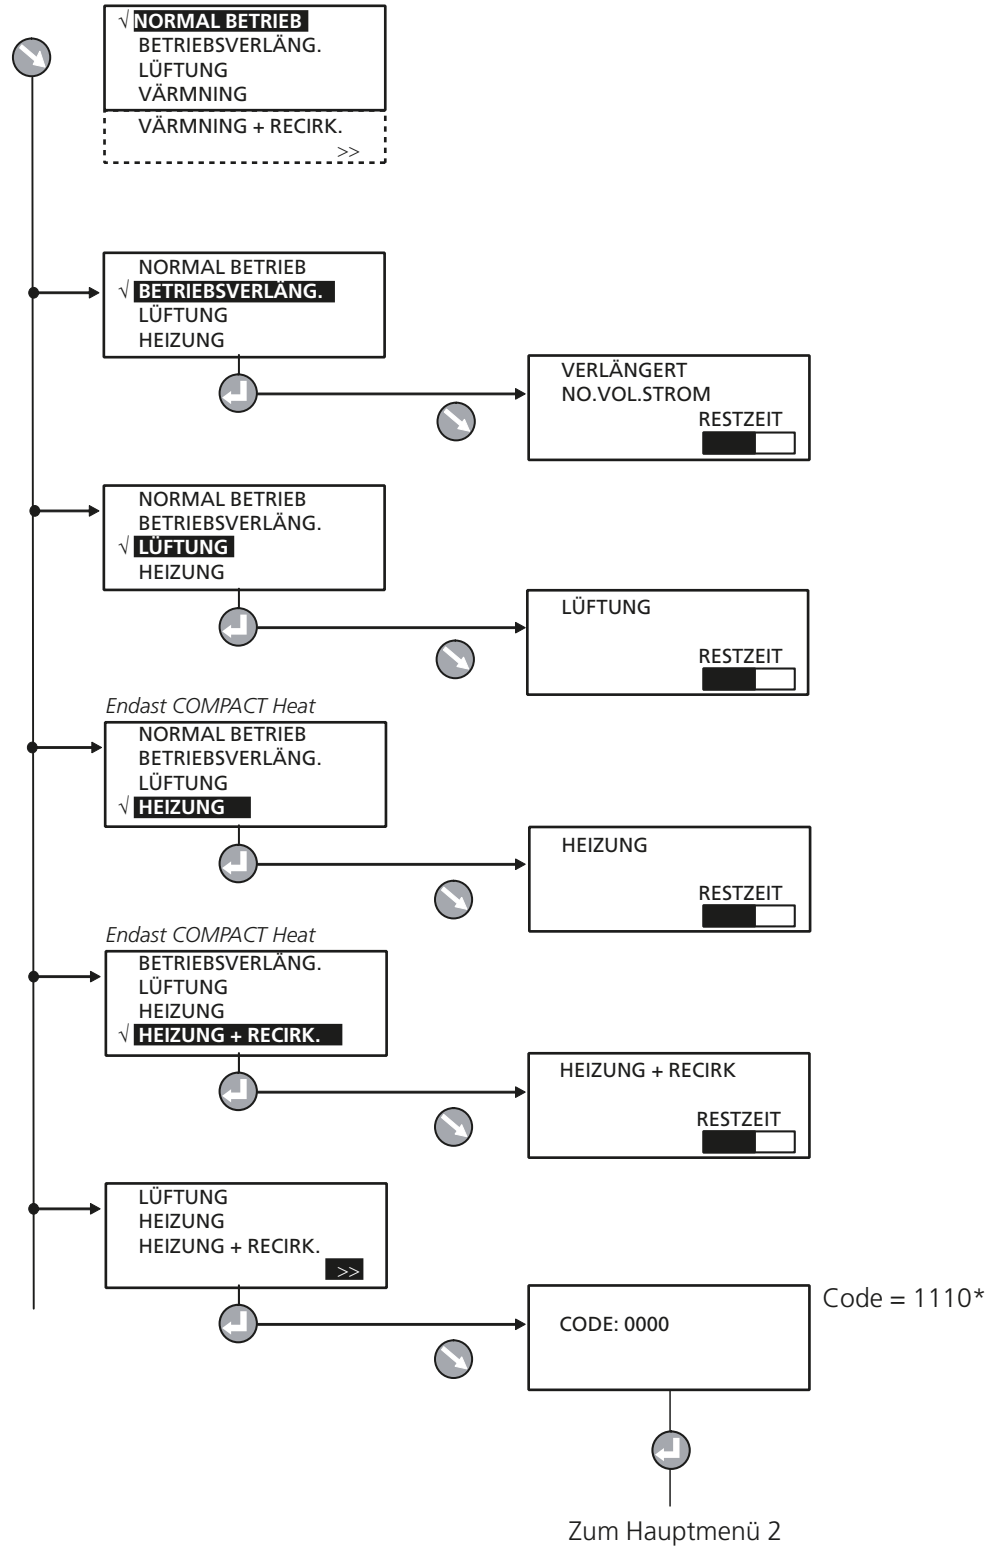 √ NORMAL BETRIEB
BETRIEBSVERLÄNG.
LÜFTUNG
VÄRMNING
VÄRMNING + RECIRK.
>>
NORMAL BETRIEB
√ BETRIEBSVERLÄNG.
LÜFTUNG
HEIZUNG
VERLÄNGERT
NO.VOL.STROM
RESTZEIT
NORMAL BETRIEB
BETRIEBSVERLÄNG.
√ LÜFTUNG
HEIZUNG
LÜFTUNG
RESTZEIT
Endast COMPACT Heat
NORMAL BETRIEB
BETRIEBSVERLÄNG.
LÜFTUNG
√ HEIZUNG
HEIZUNG
RESTZEIT
Endast COMPACT Heat
BETRIEBSVERLÄNG.
LÜFTUNG
HEIZUNG
√ HEIZUNG + RECIRK.
HEIZUNG + RECIRK
RESTZEIT
LÜFTUNG
HEIZUNG
HEIZUNG + RECIRK.
>>
CODE: 0000
Code = 1110*
Zum Hauptmenü 2